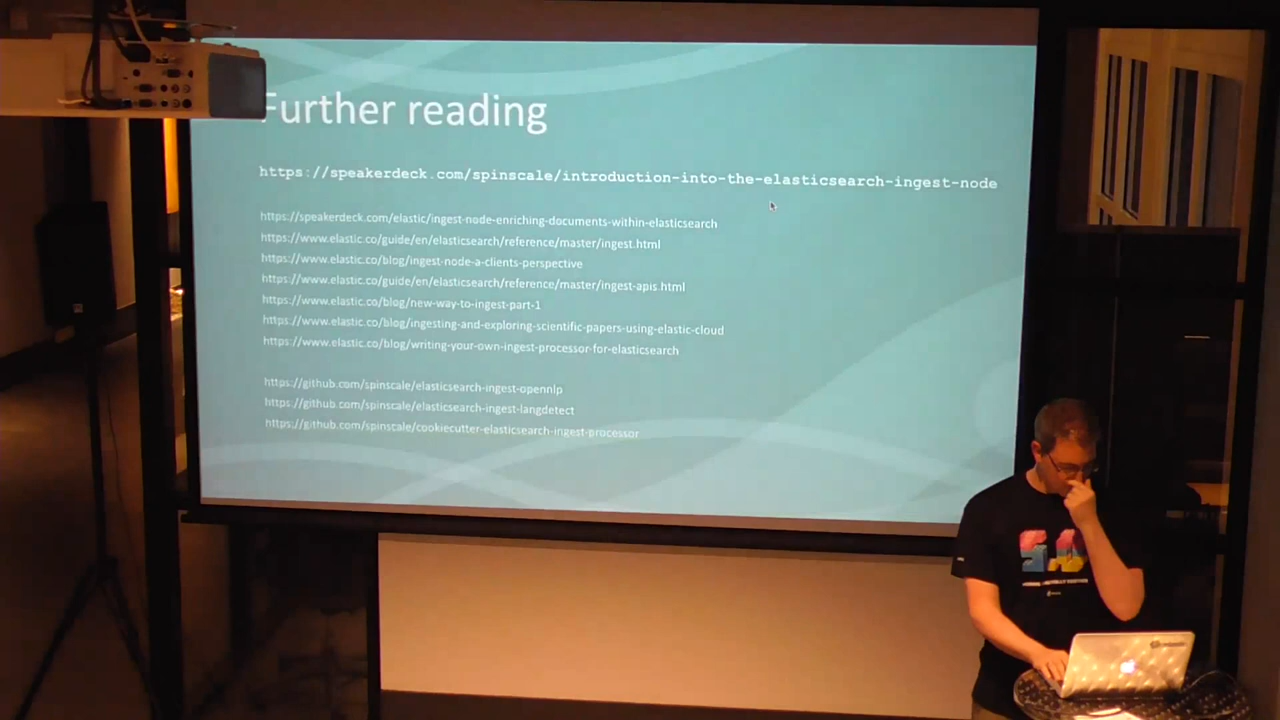 Further reading
https://speakerdeck.com/spinscale/introduction-into-the-elasticsearch-ingest-node
https://speakerdeck.com/elastic/ingest-node-enriching-documents-within-elasticsearch
https://www.elastic.co/guide/en/elasticsearch/reference/master/ingest.html
https://www.elastic.co/blog/ingest-node-a-clients-perspective
https://www.elastic.co/guide/en/elasticsearch/reference/master/ingest-apis.html
https://www.elastic.co/blog/new-way-to-ingest-part-1
https://www.elastic.co/blog/ingesting-and-exploring-scientific-papers-using-elastic-cloud
https://www.elastic.co/blog/writing-your-own-ingest-processor-for-elasticsearch
https://github.com/spinscale/elasticsearch-ingest-opennlp
https://github.com/spinscale/elasticsearch-ingest-langdetect
https://github.com/spinscale/cookiecutter-elasticsearch-ingest-processor
5.0